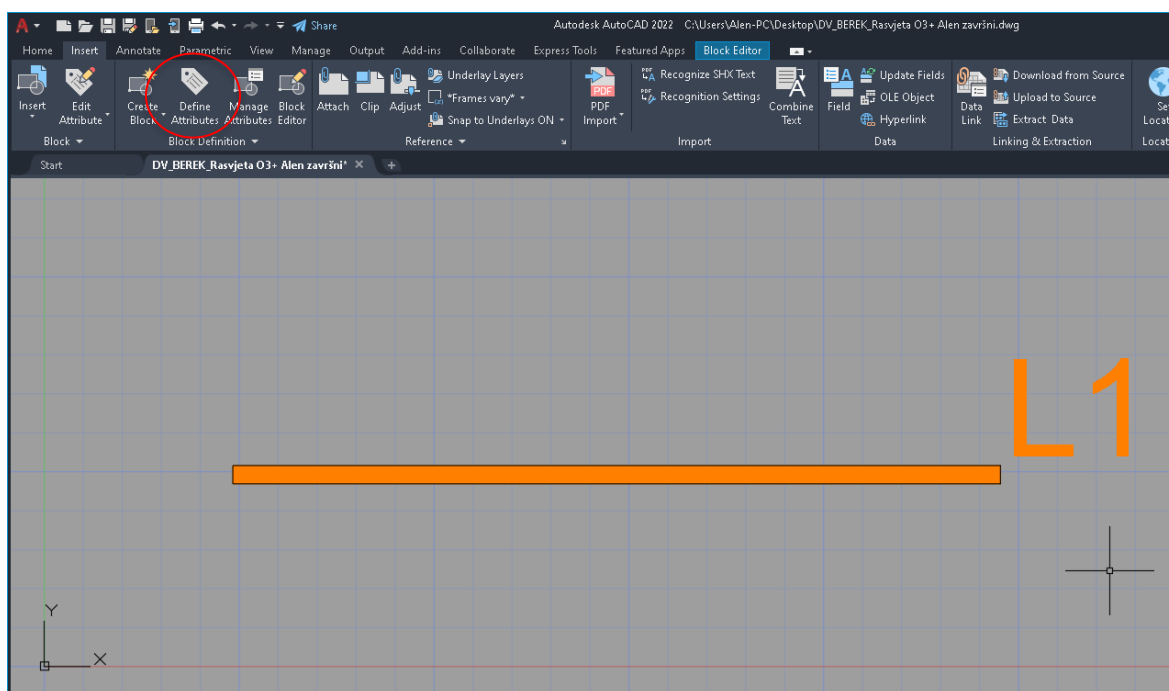 A Share Autodesk AutoCAD 2022 C:\Users\Alen-PC\Desktop\DV_BEREK_Rasvjeta O3+ Alen završni.dwg
Home Insert Annotate Parametric View Manage Output Add-ins Collaborate Express Tools Featured Apps Block Editor
Insert Edit Attribute Create Block Define Attributes Manage Attributes Block Editor Attach Clip Adjust Underlay Layers *Frames vary* Snap to Underlays ON PDF Import Recognize SHX Text Recognition Settings Combine Text Field Update Fields OLE Object Hyperlink Data Link Download from Source Upload to Source Extract Data Set Locat
Block Block Definition Reference Import Data Linking & Extraction Locat
Start DV_BEREK_Rasvjeta O3+ Alen završni* × +
L1
Y
X